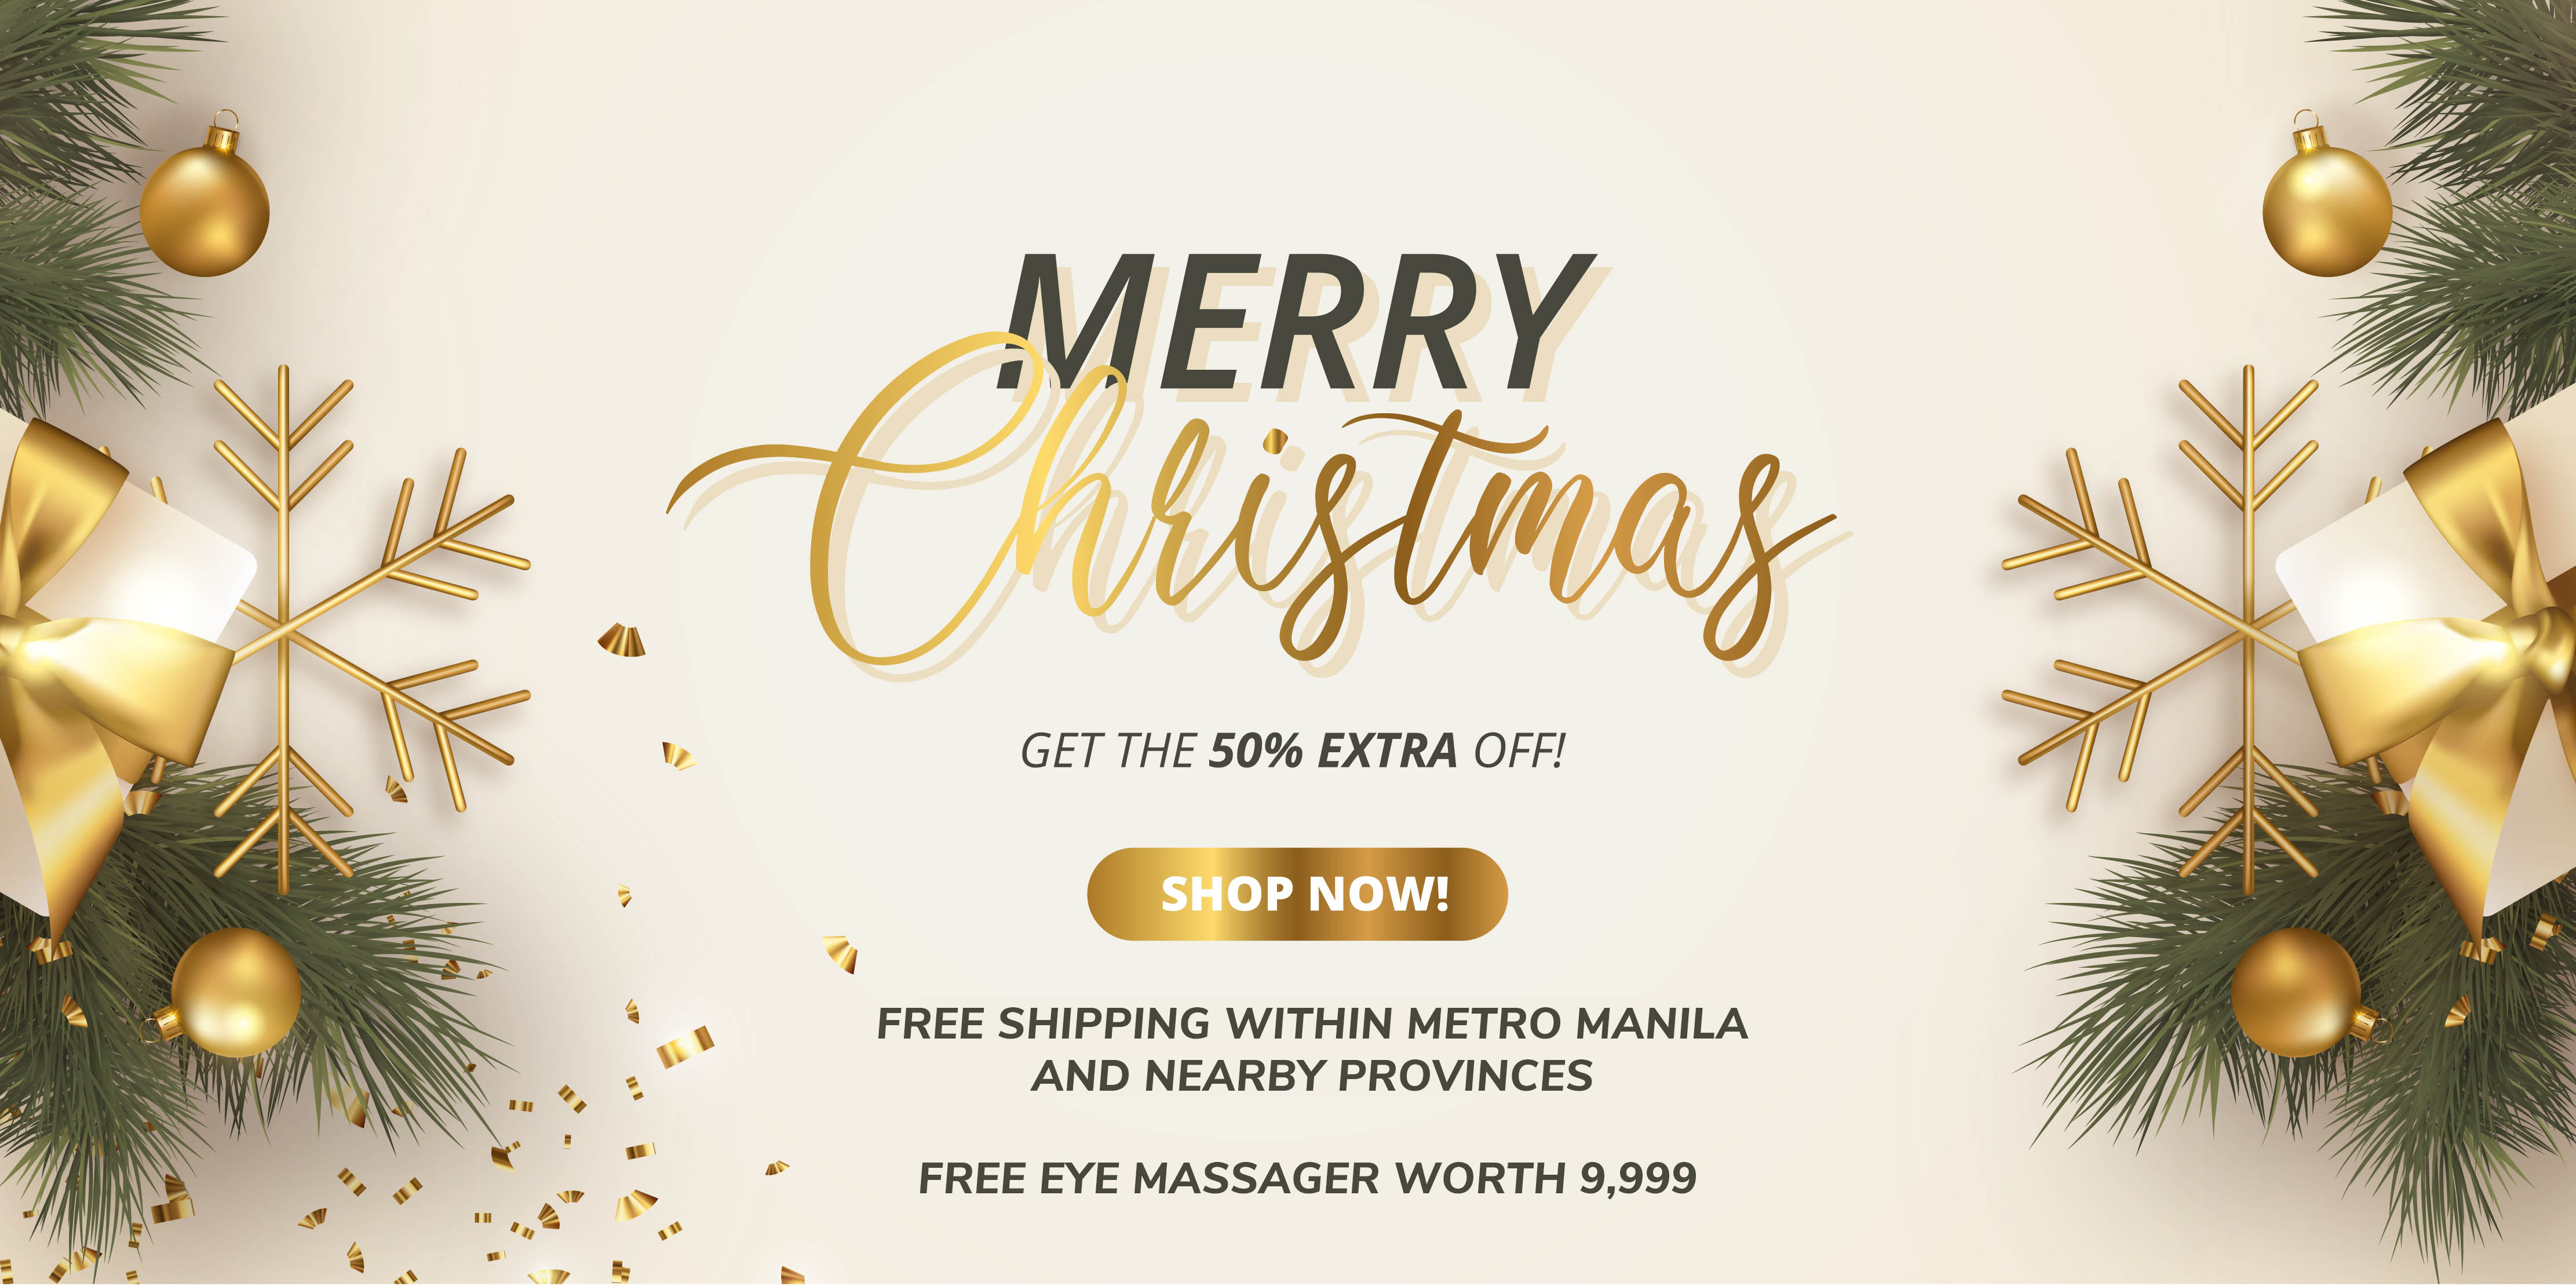 MERRY
Christmas
GET THE 50% EXTRA OFF!
SHOP NOW!
FREE SHIPPING WITHIN METRO MANILA
AND NEARBY PROVINCES
FREE EYE MASSAGER WORTH 9,999